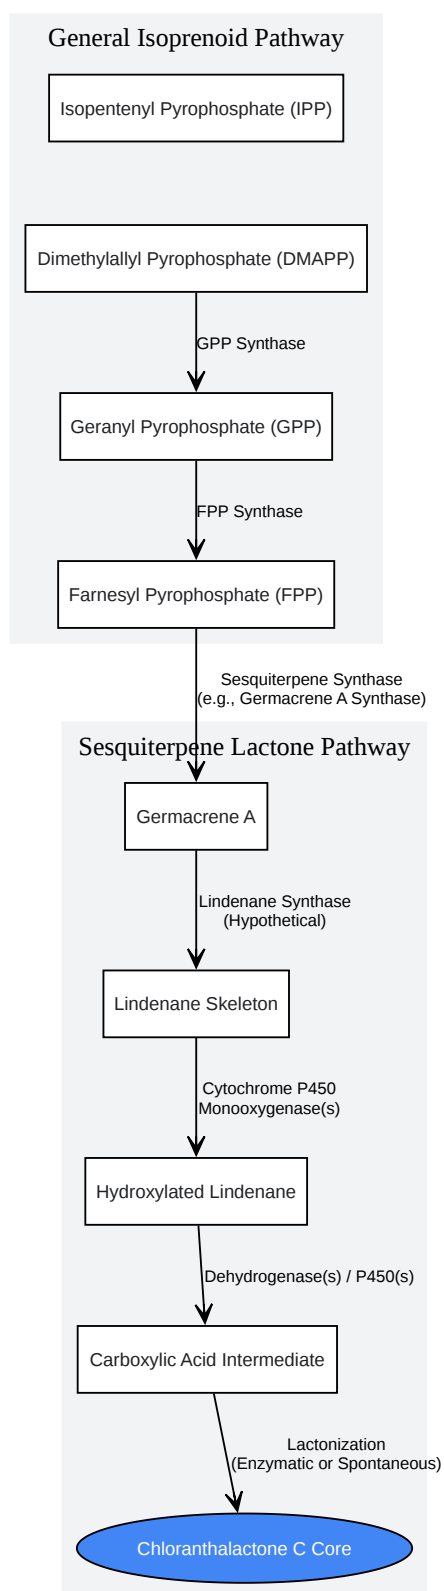 General Isoprenoid Pathway
Isopentenyl Pyrophosphate (IPP)
Dimethylallyl Pyrophosphate (DMAPP)
GPP Synthase
Geranyl Pyrophosphate (GPP)
FPP Synthase
Farnesyl Pyrophosphate (FPP)
Sesquiterpene Synthase
(e.g., Germacrene A Synthase)
Sesquiterpene Lactone Pathway
Germacrene A
Lindenane Synthase
(Hypothetical)
Lindenane Skeleton
Cytochrome P450
Monooxygenase(s)
Hydroxylated Lindenane
Dehydrogenase(s) / P450(s)
Carboxylic Acid Intermediate
Lactonization
(Enzymatic or Spontaneous)
Chloranthalactone C Core